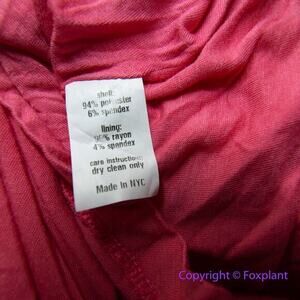 shell:
94% polyester
6% spandex
lining:
96% rayon
4% spandex
care instructions:
dry clean only
Made In NYC
Copyright © Foxplant